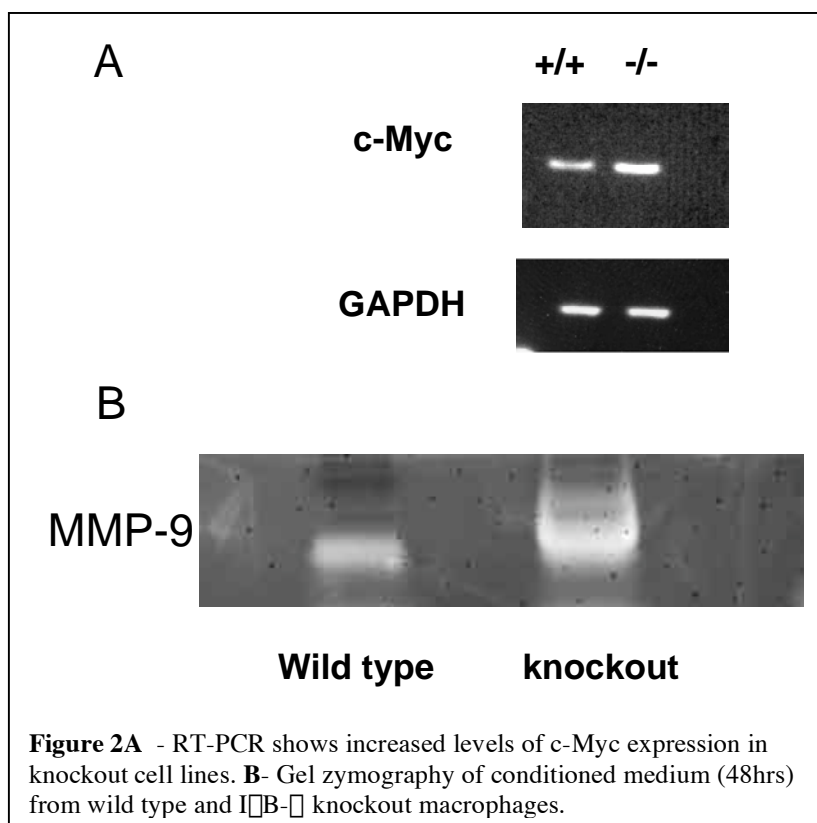 A
+/+ -/-
c-Myc
GAPDH
B
MMP-9
Wild type knockout
Figure 2A - RT-PCR shows increased levels of c-Myc expression in
knockout cell lines. B- Gel zymography of conditioned medium (48hrs)
from wild type and I□B-□ knockout macrophages.